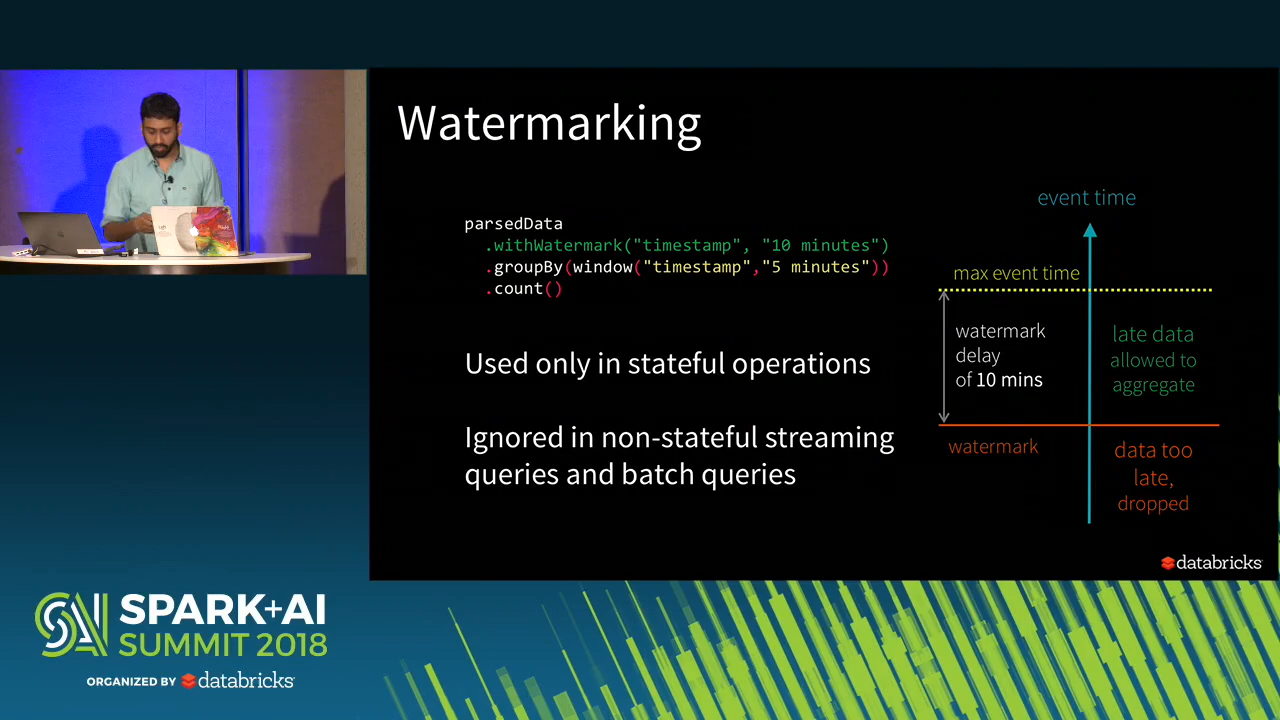 Watermarking
parsedData
.withWatermark("timestamp", "10 minutes")
.groupBy(window("timestamp","5 minutes"))
.count()
Used only in stateful operations
Ignored in non-stateful streaming
queries and batch queries
event time
max event time
watermark
delay
of 10 mins
late data
allowed to
aggregate
watermark
data too
late,
dropped
databricks
SPARK+AI
SUMMIT 2018
ORGANIZED BY databricks